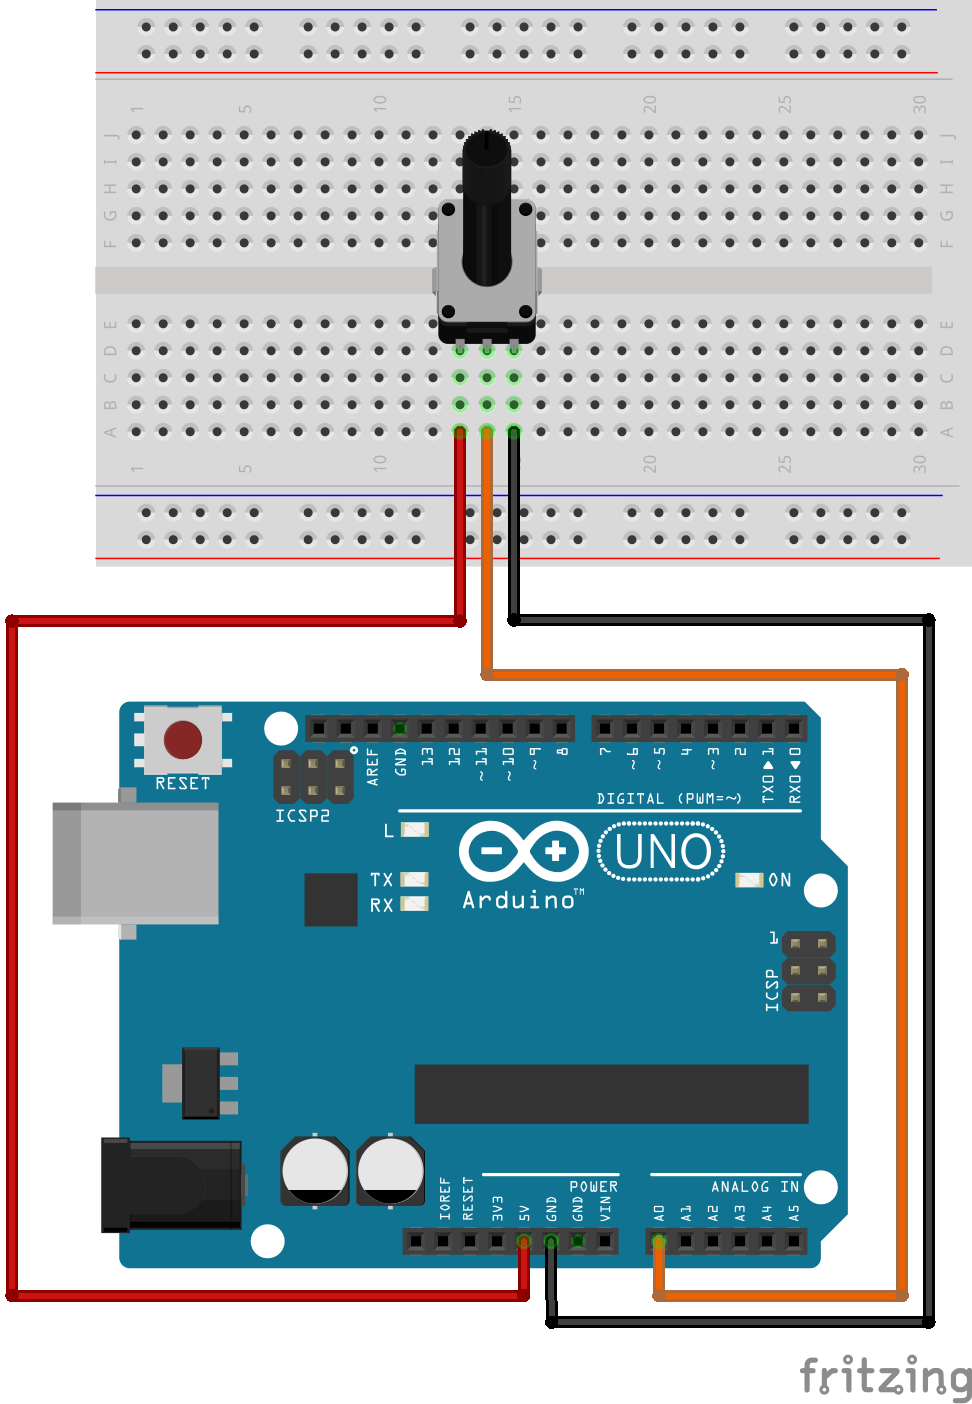 1 5 10 15 20 25 30
J J
I I
H H
G G
F F
E E
D D
C C
B B
A A
1 5 10 20 25 30
RESET
ICSP2
AREF GND 13 12 ~11 ~10 ~9 8 7 ~6 ~5 4 ~3 2 TX0▶1 RX0◀0
DIGITAL (PWM=~)
L
TX
RX
UNO
Arduino™
ON
1
ICSP
POWER
ANALOG IN
IOREF RESET 3V3 5V GND GND VIN A0 A1 A2 A3 A4 A5
fritzing